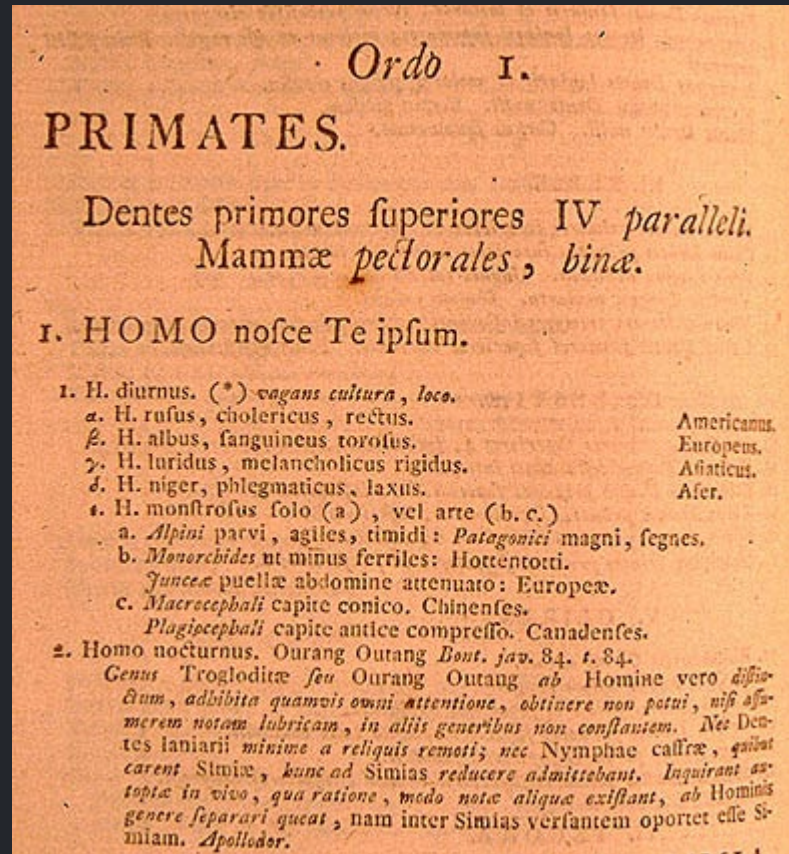 Ordo 1.
PRIMATES.
Dentes primores ſuperiores IV paralleli.
Mammæ pectorales, binæ.
1. HOMO noſce Te ipſum.
1. H. diurnus. (*) vagans cultura, loco.
α. H. rufus, cholericus, rectus. Americanus.
β. H. albus, ſanguineus toroſus. Europeus.
γ. H. luridus, melancholicus rigidus. Aſiaticus.
δ. H. niger, phlegmaticus, laxus. Afer.
ε. H. monſtroſus ſolo (a), vel arte (b. c.)
a. Alpini parvi, agiles, timidi: Patagonici magni, ſegnes.
b. Monorchides ut minus ferriles: Hottentotti.
Junceæ puellæ abdomine attenuato: Europeæ.
c. Macrocephali capite conico. Chinenſes.
Plagiocephali capite antice compreſſo. Canadenſes.
2. Homo nocturnus. Ourang Outang Bont. jav. 84. t. 84.
Genus Trogloditæ ſeu Ourang Outang ab Homine vero diſtin-
ctum, adhibita quamvis omni attentione, obtinere non potui, niſi aſſu-
merem notam lubricam, in aliis generibus non conſtantem. Nec Den-
tes laniarii minime a reliquis remoti; nec Nymphae caffræ, quibus
carent Simiæ, hunc ad Simias reducere admittebant. Inquirant au-
toptæ in vivo, qua ratione, modo notæ aliquæ exiſtant, ab Hominis
genere ſeparari queat, nam inter Simias verſantem oportet eſſe Si-
miam. Apollodor.